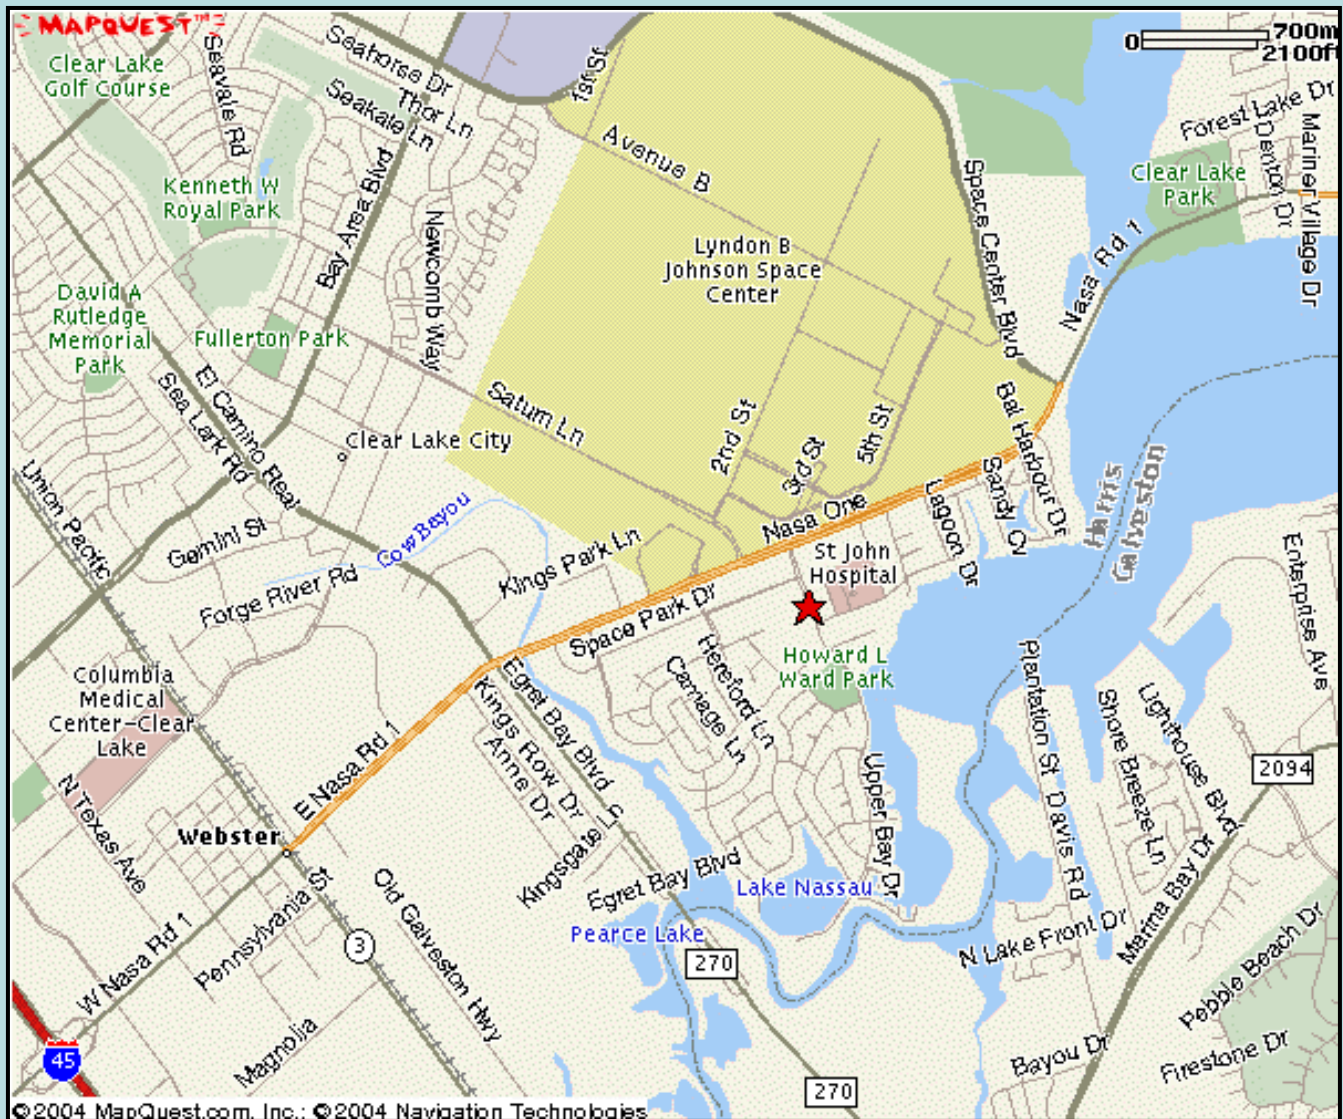 MAPQUEST™
0 700m
2100ft
Clear Lake
Golf Course
Seavale Rd
Seahorse Dr
Thor Ln
Seakale Ln
1st St
Avenue B
Forest Lake Dr
Denton Dr
Mariner Village Dr
Clear Lake
Park
Kenneth W
Royal Park
Bay Area Blvd
Newcomb Way
Lyndon B
Johnson Space
Center
Space Center Blvd
Nasa Rd 1
David A
Rutledge
Memorial
Park
Fullerton Park
El Camino Real
Sea Lark Rd
Saturn Ln
Clear Lake City
2nd St
3rd St
5th St
Bal Harbour Dr
Sandy Cv
Lagoon Dr
Nasa One
Harris
Galveston
Union Pacific
Gemini St
Cow Bayou
Forge River Rd
Kings Park Ln
St John
Hospital
Enterprise Ave
Space Park Dr
Howard L
Ward Park
Hereford Ln
Carriage Ln
Columbia
Medical
Center-Clear
Lake
Egret Bay Blvd
Kings Row Dr
Anne Dr
Plantation St
Davis Rd
Shore Breeze Ln
Lighthouse Blvd
2094
N Texas Ave
E Nasa Rd 1
Upper Bay Dr
Webster
Kingsgate Ln
Egret Bay Blvd
Lake Nassau
Marina Bay Dr
Old Galveston Hwy
Pennsylvania St
W Nasa Rd 1
3
Pearce Lake
270
N Lake Front Dr
Pebble Beach Dr
45
Magnolia
Bayou Dr
Firestone Dr
270
©2004 MapQuest.com, Inc.; ©2004 Navigation Technologies